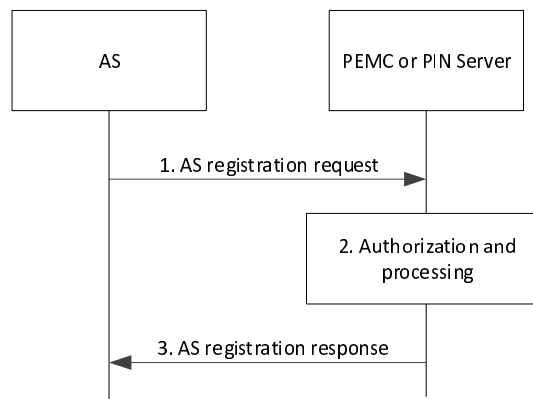 AS
PEMC or PIN Server
1. AS registration request
2. Authorization and
processing
3. AS registration response